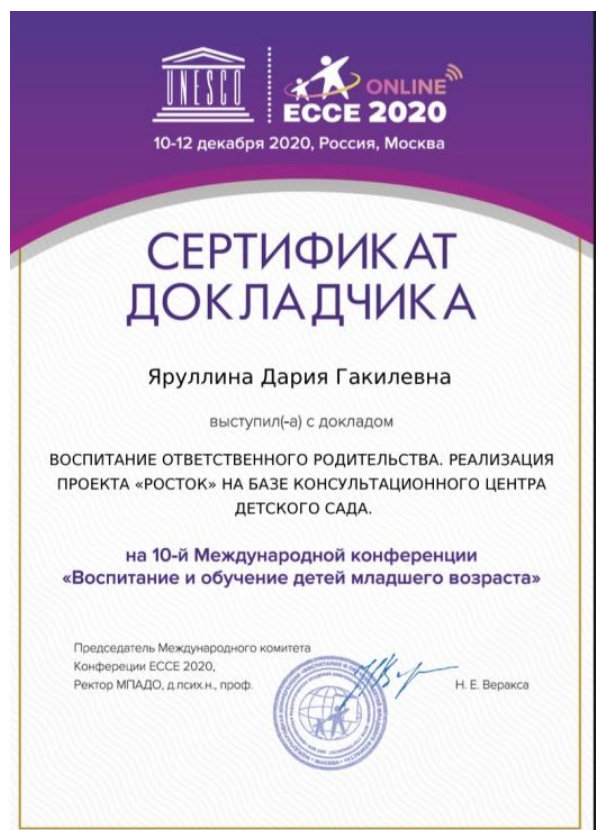 UNESCO
ONLINE
ECCE 2020
10-12 декабря 2020, Россия, Москва
СЕРТИФИКАТ
ДОКЛАДЧИКА
Яруллина Дария Гакилевна
выступил(-а) с докладом
ВОСПИТАНИЕ ОТВЕТСТВЕННОГО РОДИТЕЛЬСТВА. РЕАЛИЗАЦИЯ
ПРОЕКТА «РОСТОК» НА БАЗЕ КОНСУЛЬТАЦИОННОГО ЦЕНТРА
ДЕТСКОГО САДА.
на 10-й Международной конференции
«Воспитание и обучение детей младшего возраста»
Председатель Международного комитета
Конфереции ECCE 2020,
Ректор МПАДО, д.псих.н., проф.
Н. Е. Веракса